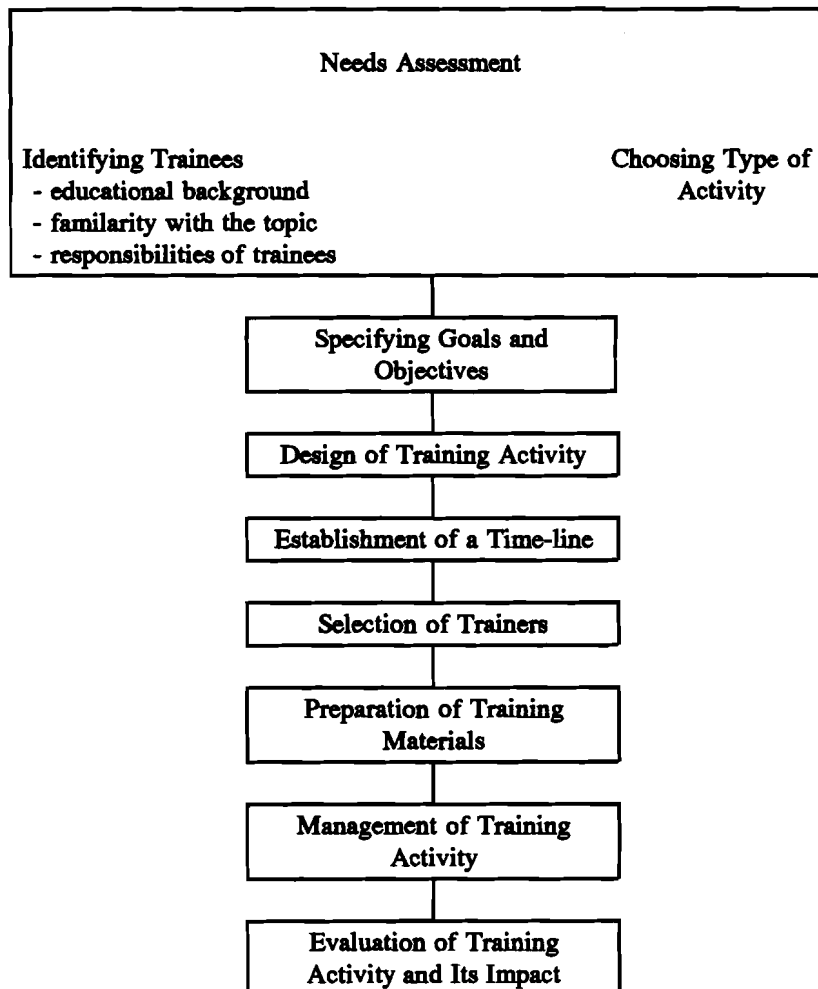 Needs Assessment
Identifying Trainees
- educational background
- familarity with the topic
- responsibilities of trainees
Choosing Type of
Activity
Specifying Goals and
Objectives
Design of Training Activity
Establishment of a Time-line
Selection of Trainers
Preparation of Training
Materials
Management of Training
Activity
Evaluation of Training
Activity and Its Impact